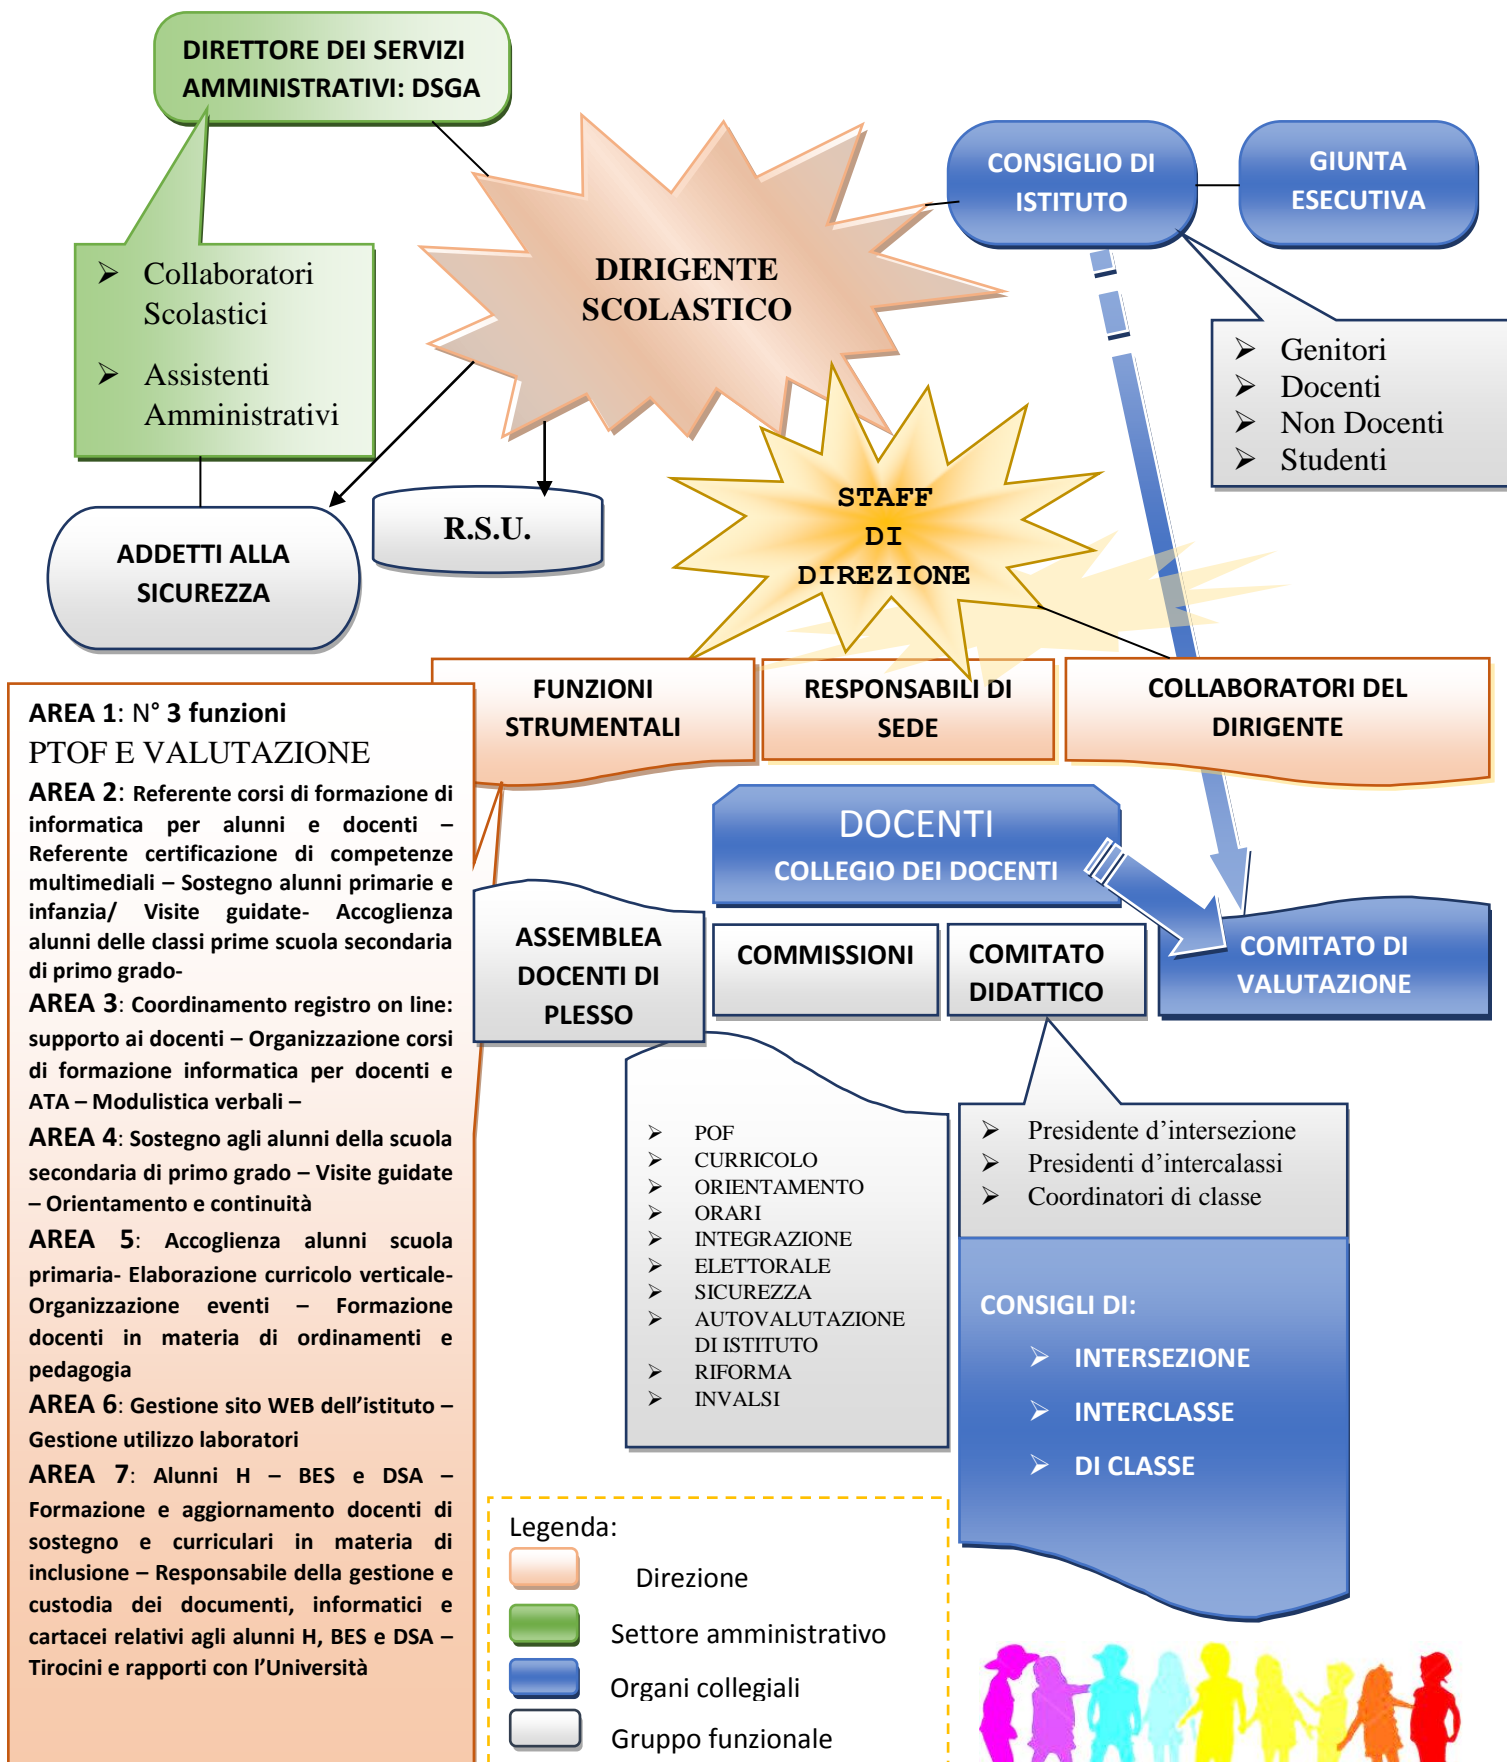 DIRETTORE DEI SERVIZI
AMMINISTRATIVI: DSGA
CONSIGLIO DI
ISTITUTO
GIUNTA
ESECUTIVA
DIRIGENTE
SCOLASTICO
➢ Collaboratori
Scolastici
➢ Assistenti
Amministrativi
➢ Genitori
➢ Docenti
➢ Non Docenti
➢ Studenti
STAFF
DI
DIREZIONE
R.S.U.
ADDETTI ALLA
SICUREZZA
FUNZIONI
STRUMENTALI
RESPONSABILI DI
SEDE
COLLABORATORI DEL
DIRIGENTE
AREA 1: N° 3 funzioni
PTOF E VALUTAZIONE
AREA 2: Referente corsi di formazione di
informatica per alunni e docenti –
Referente certificazione di competenze
multimediali – Sostegno alunni primarie e
infanzia/ Visite guidate- Accoglienza
alunni delle classi prime scuola secondaria
di primo grado-
AREA 3: Coordinamento registro on line:
supporto ai docenti – Organizzazione corsi
di formazione informatica per docenti e
ATA – Modulistica verbali –
AREA 4: Sostegno agli alunni della scuola
secondaria di primo grado – Visite guidate
– Orientamento e continuità
AREA 5: Accoglienza alunni scuola
primaria- Elaborazione curricolo verticale-
Organizzazione eventi – Formazione
docenti in materia di ordinamenti e
pedagogia
AREA 6: Gestione sito WEB dell’istituto –
Gestione utilizzo laboratori
AREA 7: Alunni H – BES e DSA –
Formazione e aggiornamento docenti di
sostegno e curriculari in materia di
inclusione – Responsabile della gestione e
custodia dei documenti, informatici e
cartacei relativi agli alunni H, BES e DSA –
Tirocini e rapporti con l’Università
DOCENTI
COLLEGIO DEI DOCENTI
ASSEMBLEA
DOCENTI DI
PLESSO
COMMISSIONI
COMITATO
DIDATTICO
COMITATO DI
VALUTAZIONE
➢ POF
➢ CURRICOLO
➢ ORIENTAMENTO
➢ ORARI
➢ INTEGRAZIONE
➢ ELETTORALE
➢ SICUREZZA
➢ AUTOVALUTAZIONE
DI ISTITUTO
➢ RIFORMA
➢ INVALSI
➢ Presidente d’intersezione
➢ Presidenti d’intercalassi
➢ Coordinatori di classe
CONSIGLI DI:
➢ INTERSEZIONE
➢ INTERCLASSE
➢ DI CLASSE
Legenda:
Direzione
Settore amministrativo
Organi collegiali
Gruppo funzionale